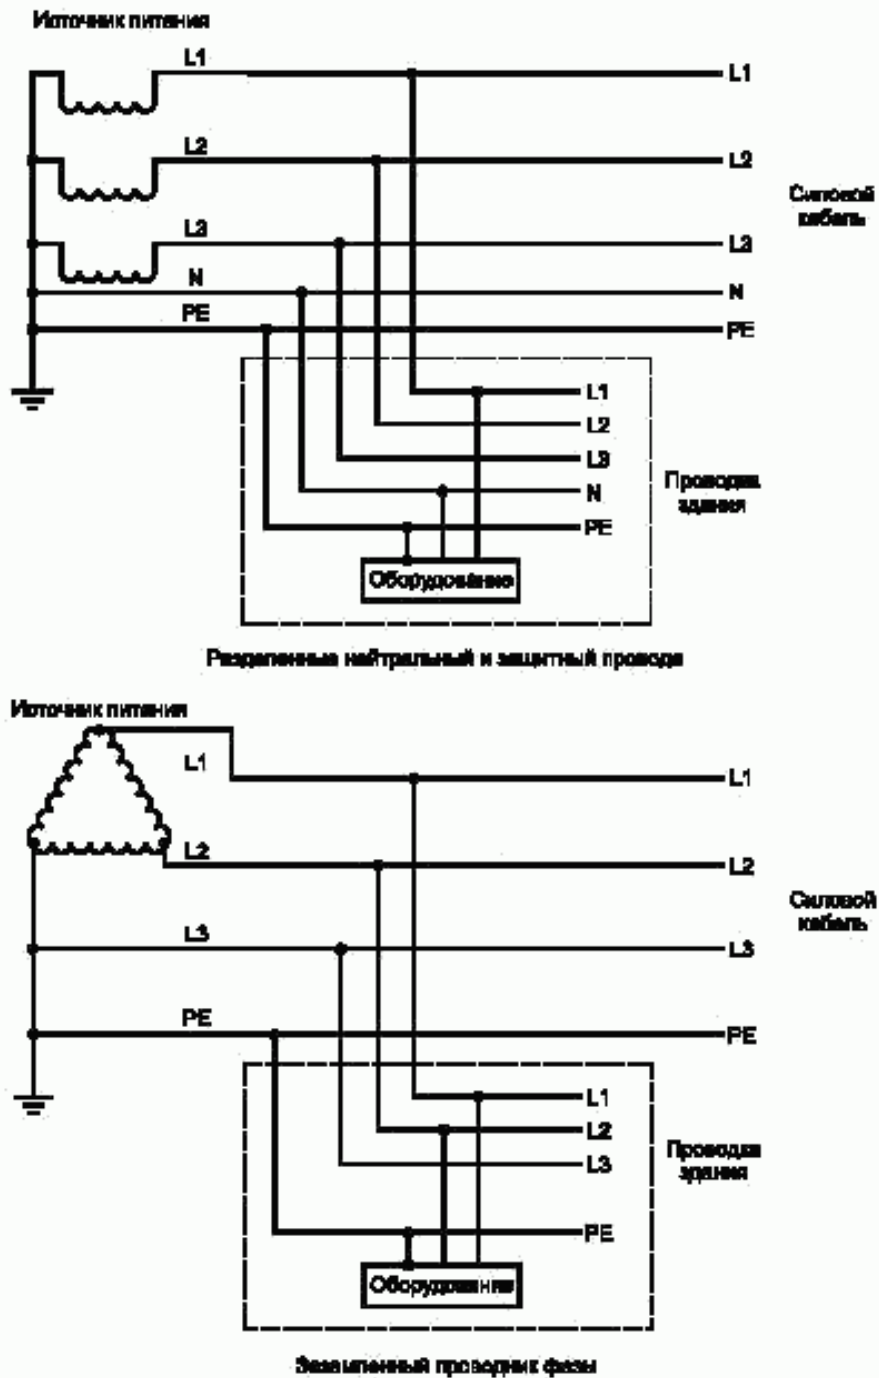 Источник питания
L1
L1
L2
L2
Силовой
кабель
L3
L3
N
N
PE
PE
L1
L2
L3
N
Проводка
здания
PE
Оборудование
Разделенные нейтральный и защитный провода
Источник питания
L1
L1
L2
L2
Силовой
кабель
L3
L3
PE
PE
L1
L2
Проводка
здания
L3
PE
Оборудование
Заземленный проводник фазы